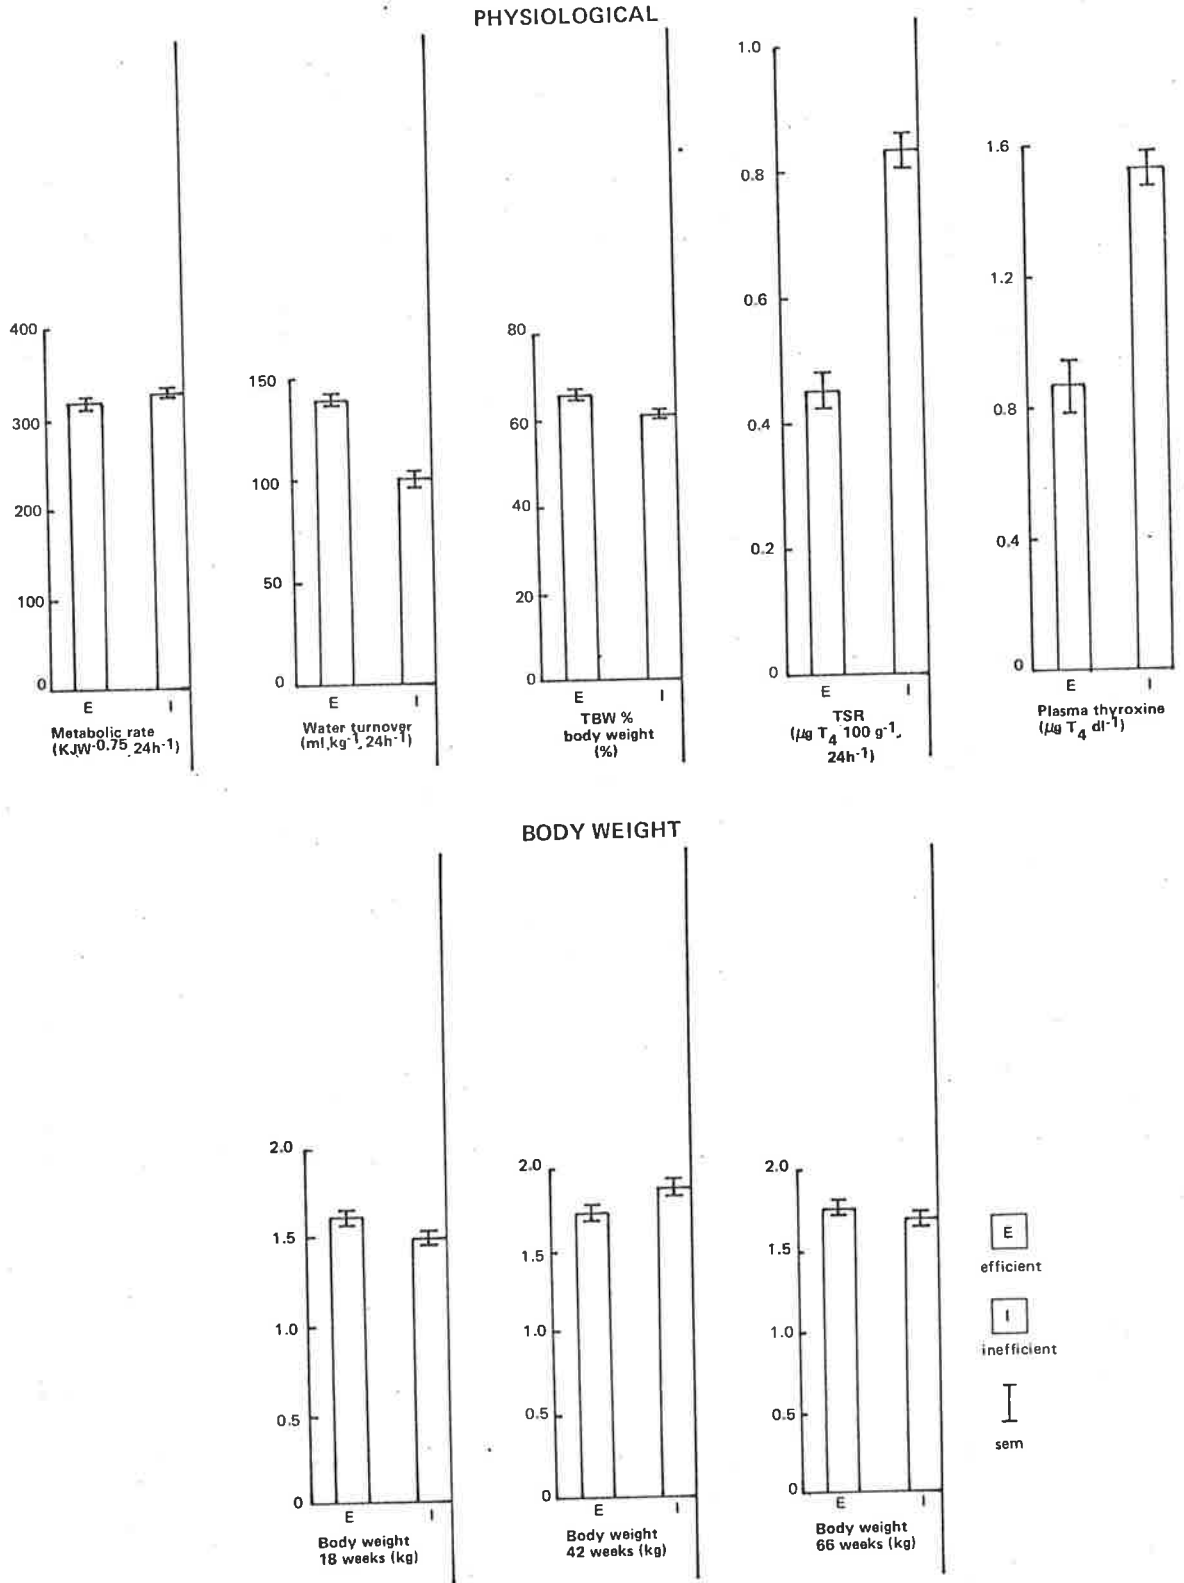 PHYSIOLOGICAL
400
300
200
100
0
E I
Metabolic rate
(KJW-0.75 24h-1)
150
100
50
0
E I
Water turnover
(ml,kg-1, 24h-1)
80
60
40
20
0
E I
TBW %
body weight
(%)
1.0
0.8
0.6
0.4
0.2
0
E I
TSR
(μg T4 100 g-1,
24h-1)
1.6
1.2
0.8
0.4
0
E I
Plasma thyroxine
(μg T4 dl-1)
BODY WEIGHT
2.0
1.5
1.0
0.5
0
E I
Body weight
18 weeks (kg)
2.0
1.5
1.0
0.5
0
E I
Body weight
42 weeks (kg)
2.0
1.5
1.0
0.5
0
E I
Body weight
66 weeks (kg)
E
efficient
I
inefficient
sem